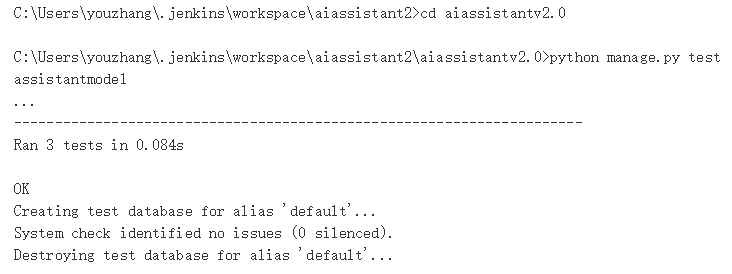 C:\Users\youzhang\.jenkins\workspace\aiassistant2>cd aiassistantv2.0
C:\Users\youzhang\.jenkins\workspace\aiassistant2\aiassistantv2.0>python manage.py test
assistantmodel
...
----------------------------------------------------------------------
Ran 3 tests in 0.084s
OK
Creating test database for alias 'default'...
System check identified no issues (0 silenced).
Destroying test database for alias 'default'...